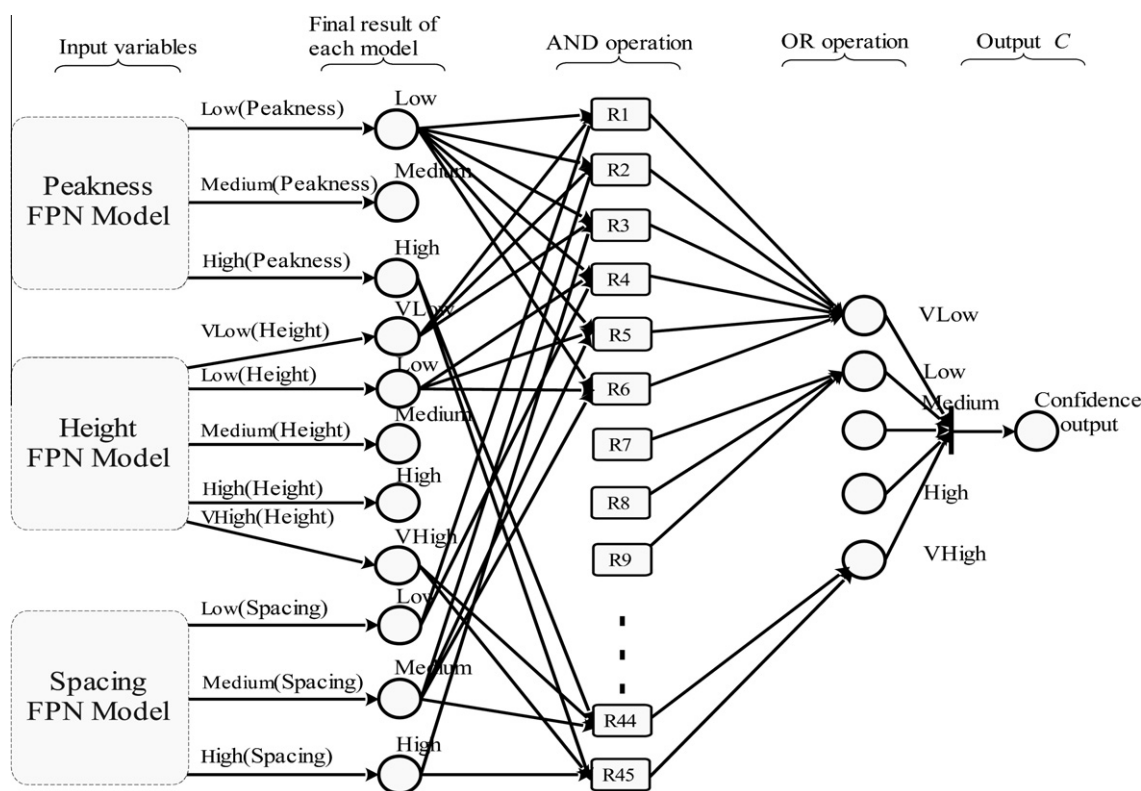 Input variables
Final result of
each model
AND operation
OR operation
Output C
Peakness
FPN Model
Low(Peakness)
Medium(Peakness)
High(Peakness)
Low
Medium
High
Height
FPN Model
VLow(Height)
Low(Height)
Medium(Height)
High(Height)
VHigh(Height)
VLow
Low
Medium
High
VHigh
Spacing
FPN Model
Low(Spacing)
Medium(Spacing)
High(Spacing)
Low
Medium
High
R1
R2
R3
R4
R5
R6
R7
R8
R9
R44
R45
VLow
Low
Medium
High
VHigh
Confidence
output